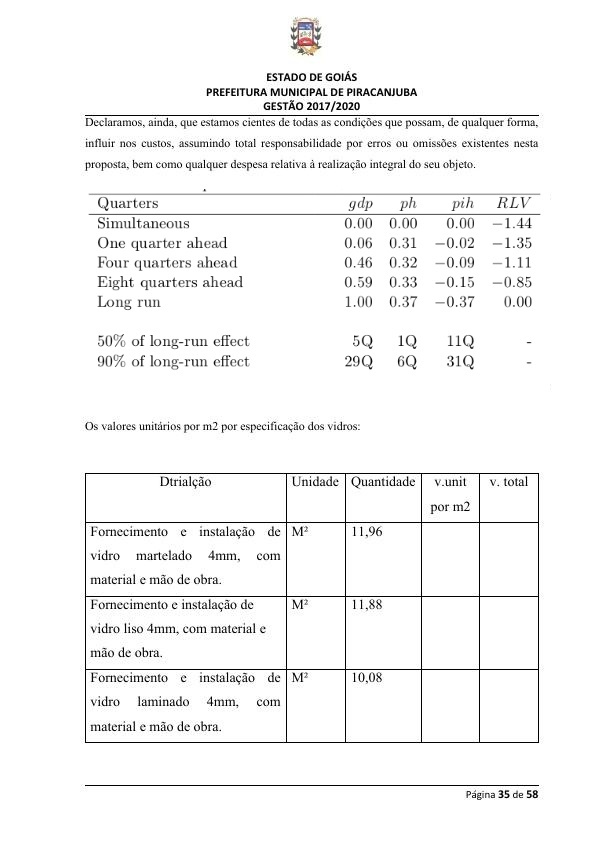 ESTADO DE GOIÁS
PREFEITURA MUNICIPAL DE PIRACANJUBA
GESTÃO 2017/2020
Declaramos, ainda, que estamos cientes de todas as condições que possam, de qualquer forma,
influir nos custos, assumindo total responsabilidade por erros ou omissões existentes nesta
proposta, bem como qualquer despesa relativa à realização integral do seu objeto.
Quarters gdp ph pih RLV
Simultaneous 0.00 0.00 0.00 −1.44
One quarter ahead 0.06 0.31 −0.02 −1.35
Four quarters ahead 0.46 0.32 −0.09 −1.11
Eight quarters ahead 0.59 0.33 −0.15 −0.85
Long run 1.00 0.37 −0.37 0.00
50% of long-run effect 5Q 1Q 11Q -
90% of long-run effect 29Q 6Q 31Q -
Os valores unitários por m2 por especificação dos vidros:
Dtrialção Unidade Quantidade v.unit v. total
por m2
Fornecimento e instalação de M² 11,96
vidro martelado 4mm, com
material e mão de obra.
Fornecimento e instalação de M² 11,88
vidro liso 4mm, com material e
mão de obra.
Fornecimento e instalação de M² 10,08
vidro laminado 4mm, com
material e mão de obra.
Página 35 de 58